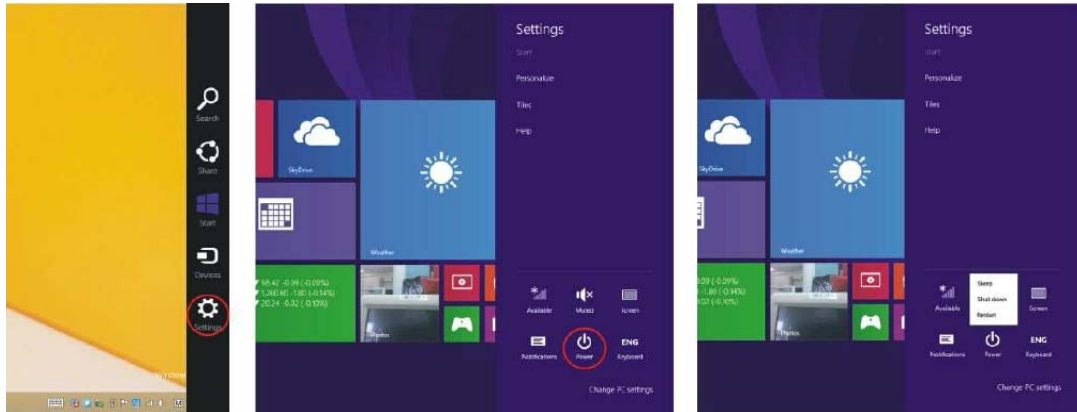 Search
Share
Start
Devices
Settings
Settings
Start
Personalize
Tiles
Help
SkyDrive
Weather
Photos
Available
Muted
Screen
Notifications
Power
ENG
Keyboard
Change PC settings
Settings
Start
Personalize
Tiles
Help
SkyDrive
Weather
Photos
Sleep
Shut down
Restart
Available
Screen
Notifications
Power
ENG
Keyboard
Change PC settings